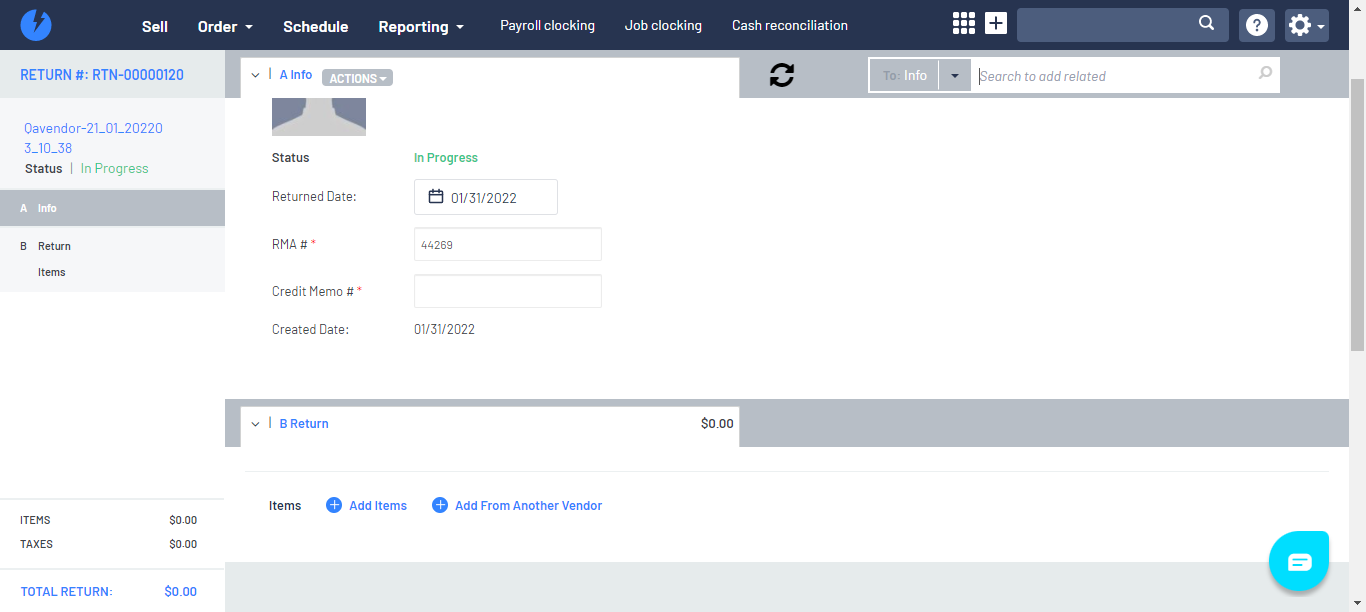 Sell Order Schedule Reporting Payroll clocking Job clocking Cash reconciliation
RETURN #: RTN-00000120
Qavendor-21_01_20220
3_10_38
Status | In Progress
A Info
B Return
Items
ITEMS $0.00
TAXES $0.00
TOTAL RETURN: $0.00
A Info ACTIONS
To: Info Search to add related
Status In Progress
Returned Date: 01/31/2022
RMA # * 44269
Credit Memo # *
Created Date: 01/31/2022
B Return $0.00
Items Add Items Add From Another Vendor